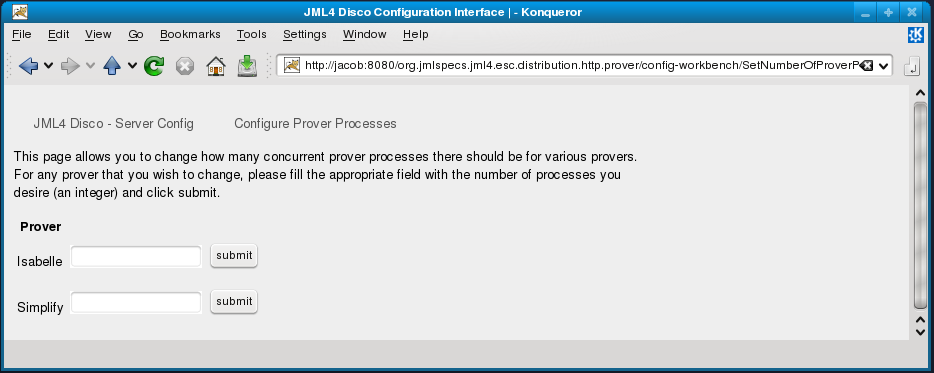 JML4 Disco Configuration Interface | - Konqueror
File Edit View Go Bookmarks Tools Settings Window Help
http://jacob:8080/org.jmlspecs.jml4.esc.distribution.http.prover/config-workbench/SetNumberOfProverP
JML4 Disco - Server Config Configure Prover Processes
This page allows you to change how many concurrent prover processes there should be for various provers.
For any prover that you wish to change, please fill the appropriate field with the number of processes you
desire (an integer) and click submit.
Prover
Isabelle submit
Simplify submit